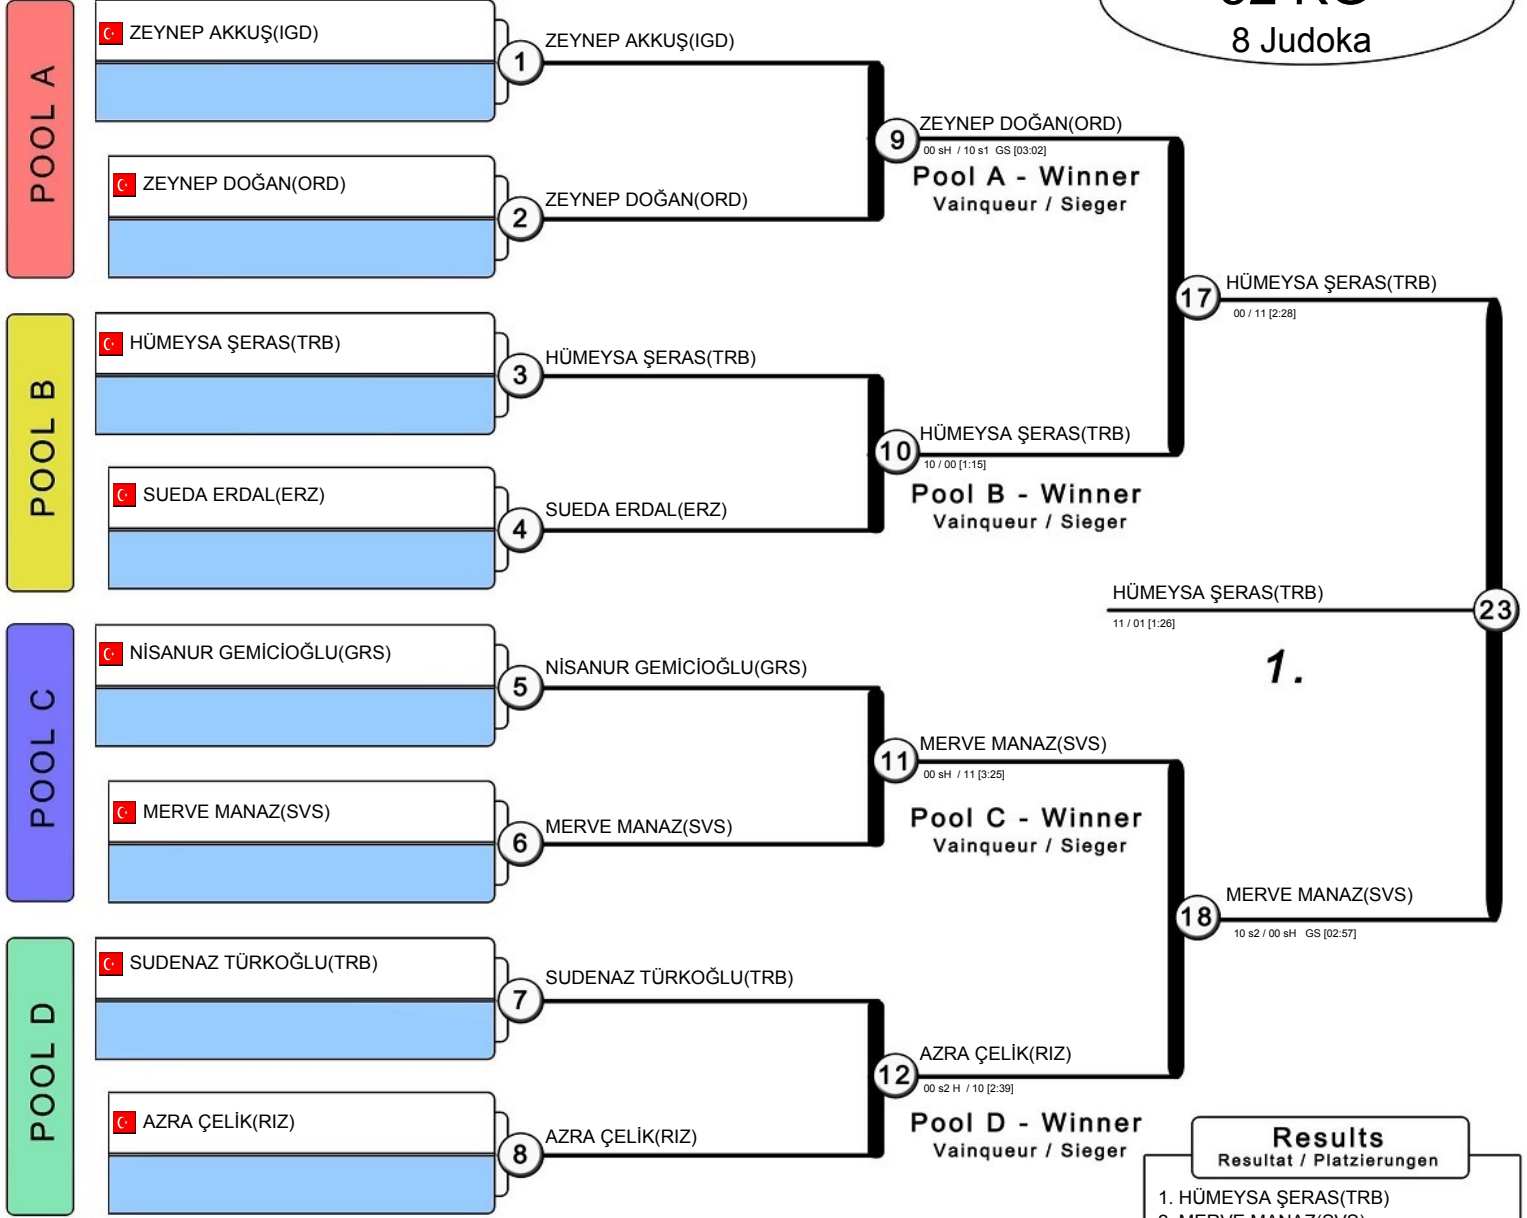 8 Judoka
POOL A
ZEYNEP AKKUŞ(IGD)
1
ZEYNEP AKKUŞ(IGD)
ZEYNEP DOĞAN(ORD)
2
ZEYNEP DOĞAN(ORD)
9
ZEYNEP DOĞAN(ORD)
00 sH / 10 s1 GS [03:02]
Pool A - Winner
Vainqueur / Sieger
POOL B
HÜMEYSA ŞERAS(TRB)
3
HÜMEYSA ŞERAS(TRB)
SUEDA ERDAL(ERZ)
4
SUEDA ERDAL(ERZ)
10
HÜMEYSA ŞERAS(TRB)
10 / 00 [1:15]
Pool B - Winner
Vainqueur / Sieger
17
HÜMEYSA ŞERAS(TRB)
00 / 11 [2:28]
HÜMEYSA ŞERAS(TRB)
23
11 / 01 [1:26]
1.
POOL C
NİSANUR GEMİCİOĞLU(GRS)
5
NİSANUR GEMİCİOĞLU(GRS)
MERVE MANAZ(SVS)
6
MERVE MANAZ(SVS)
11
MERVE MANAZ(SVS)
00 sH / 11 [3:25]
Pool C - Winner
Vainqueur / Sieger
18
MERVE MANAZ(SVS)
10 s2 / 00 sH GS [02:57]
POOL D
SUDENAZ TÜRKOĞLU(TRB)
7
SUDENAZ TÜRKOĞLU(TRB)
AZRA ÇELİK(RIZ)
8
AZRA ÇELİK(RIZ)
12
AZRA ÇELİK(RIZ)
00 s2 H / 10 [2:39]
Pool D - Winner
Vainqueur / Sieger
Results
Resultat / Platzierungen
1. HÜMEYSA ŞERAS(TRB)
2. MERVE MANAZ(SVS)